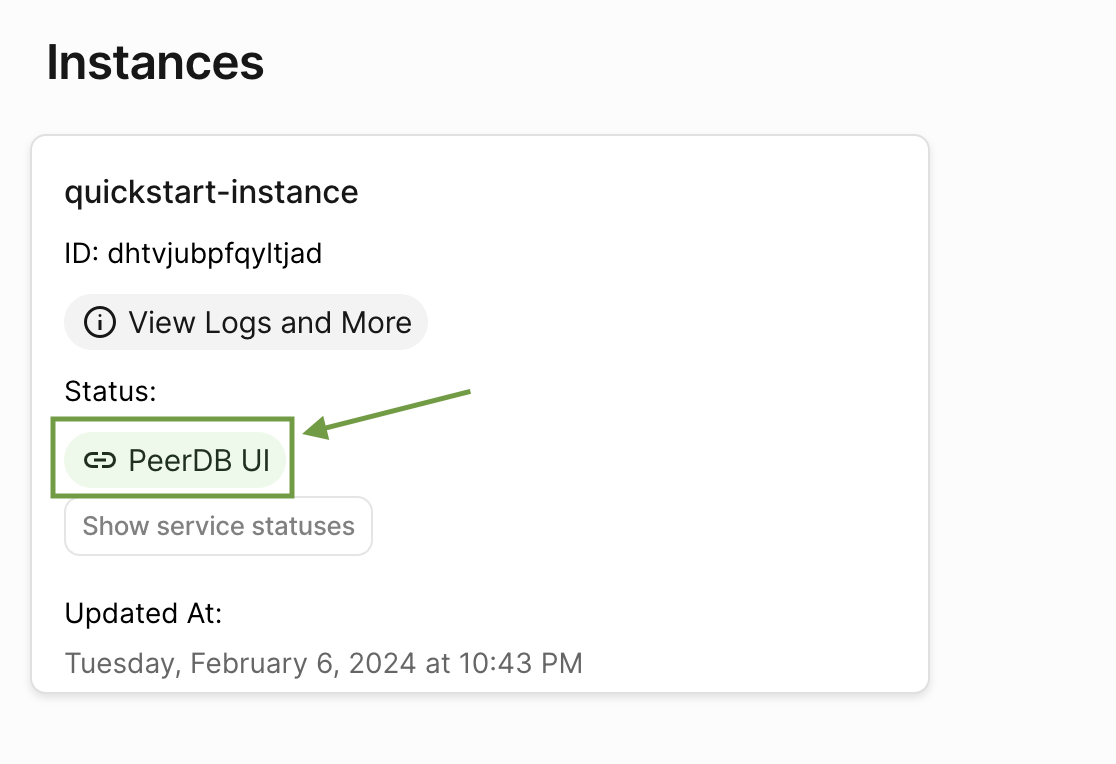 Instances
quickstart-instance
ID: dhtvjubpfqyltjad
View Logs and More
Status:
PeerDB UI
Show service statuses
Updated At:
Tuesday, February 6, 2024 at 10:43 PM